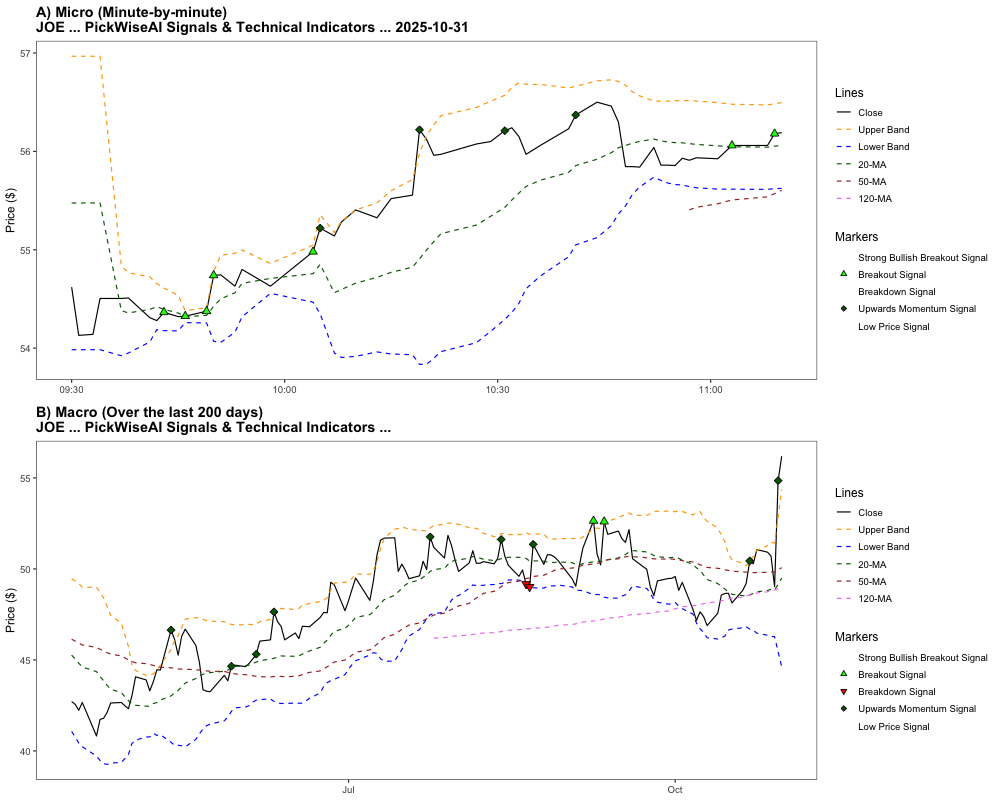 A) Micro (Minute-by-minute)
JOE ... PickWiseAI Signals & Technical Indicators ... 2025-10-31
57
56
55
54
Price ($)
09:30
10:00
10:30
11:00
Lines
Close
Upper Band
Lower Band
20-MA
50-MA
120-MA
Markers
Strong Bullish Breakout Signal
Breakout Signal
Breakdown Signal
Upwards Momentum Signal
Low Price Signal
B) Macro (Over the last 200 days)
JOE ... PickWiseAI Signals & Technical Indicators ...
55
50
45
40
Price ($)
Jul
Oct
Lines
Close
Upper Band
Lower Band
20-MA
50-MA
120-MA
Markers
Strong Bullish Breakout Signal
Breakout Signal
Breakdown Signal
Upwards Momentum Signal
Low Price Signal